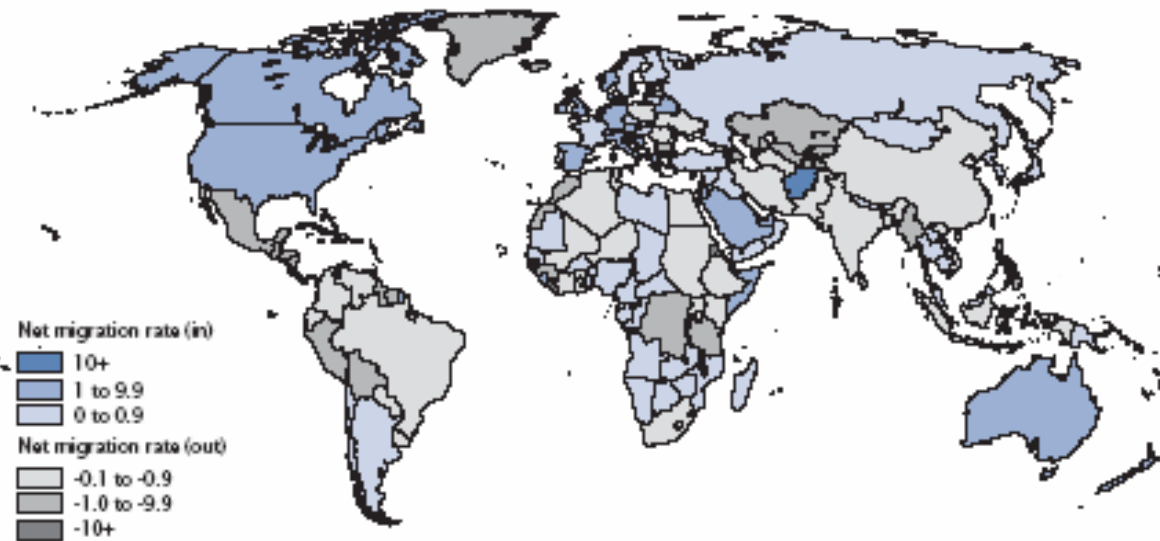 Net migration rate (in)
10+
1 to 9.9
0 to 0.9
Net migration rate (out)
-0.1 to -0.9
-1.0 to -9.9
-10+